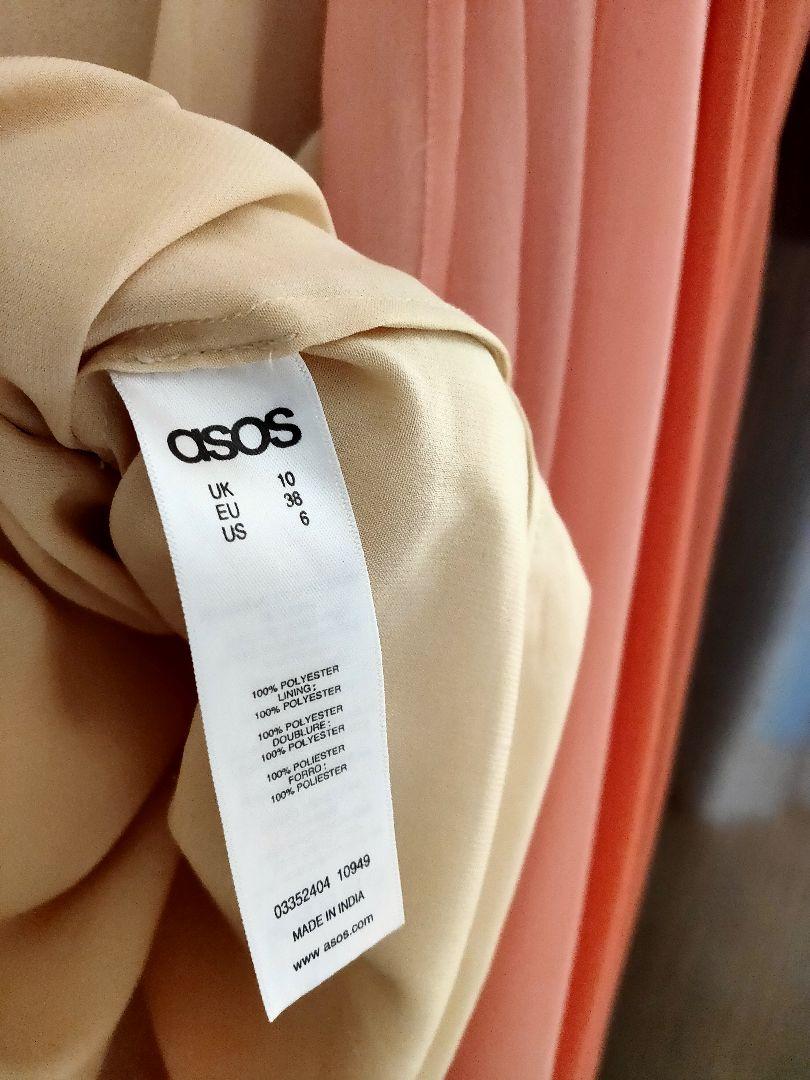 asos
UK 10
EU 38
US 6
100% POLYESTER
LINING:
100% POLYESTER
100% POLYESTER
DOUBLURE:
100% POLYESTER
100% POLIESTER
FORRO:
100% POLIESTER
03352404 10949
MADE IN INDIA
www asos.com